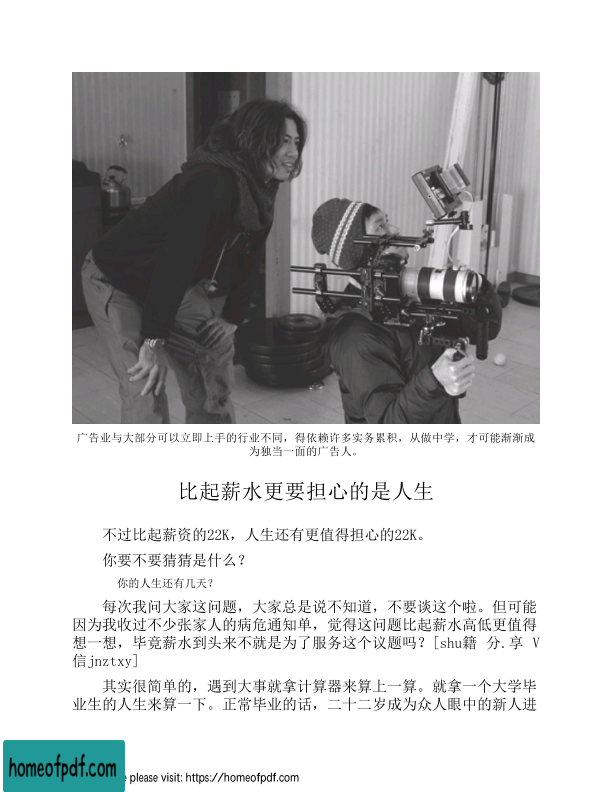 广告业与大部分可以立即上手的行业不同，得依赖许多实务累积，从做中学，才可能渐渐成
为独当一面的广告人。
比起薪水更要担心的是人生
不过比起薪资的22K，人生还有更值得担心的22K。
你要不要猜猜是什么？
你的人生还有几天？
每次我问大家这问题，大家总是说不知道，不要谈这个啦。但可能
因为我收过不少张家人的病危通知单，觉得这问题比起薪水高低更值得
想一想，毕竟薪水到头来不就是为了服务这个议题吗？[shu籍 分.享 V
信jnztxy]
其实很简单的，遇到大事就拿计算器来算上一算。就拿一个大学毕
业生的人生来算一下。正常毕业的话，二十二岁成为众人眼中的新人进
homeofpdf.com
e please visit: https://homeofpdf.com